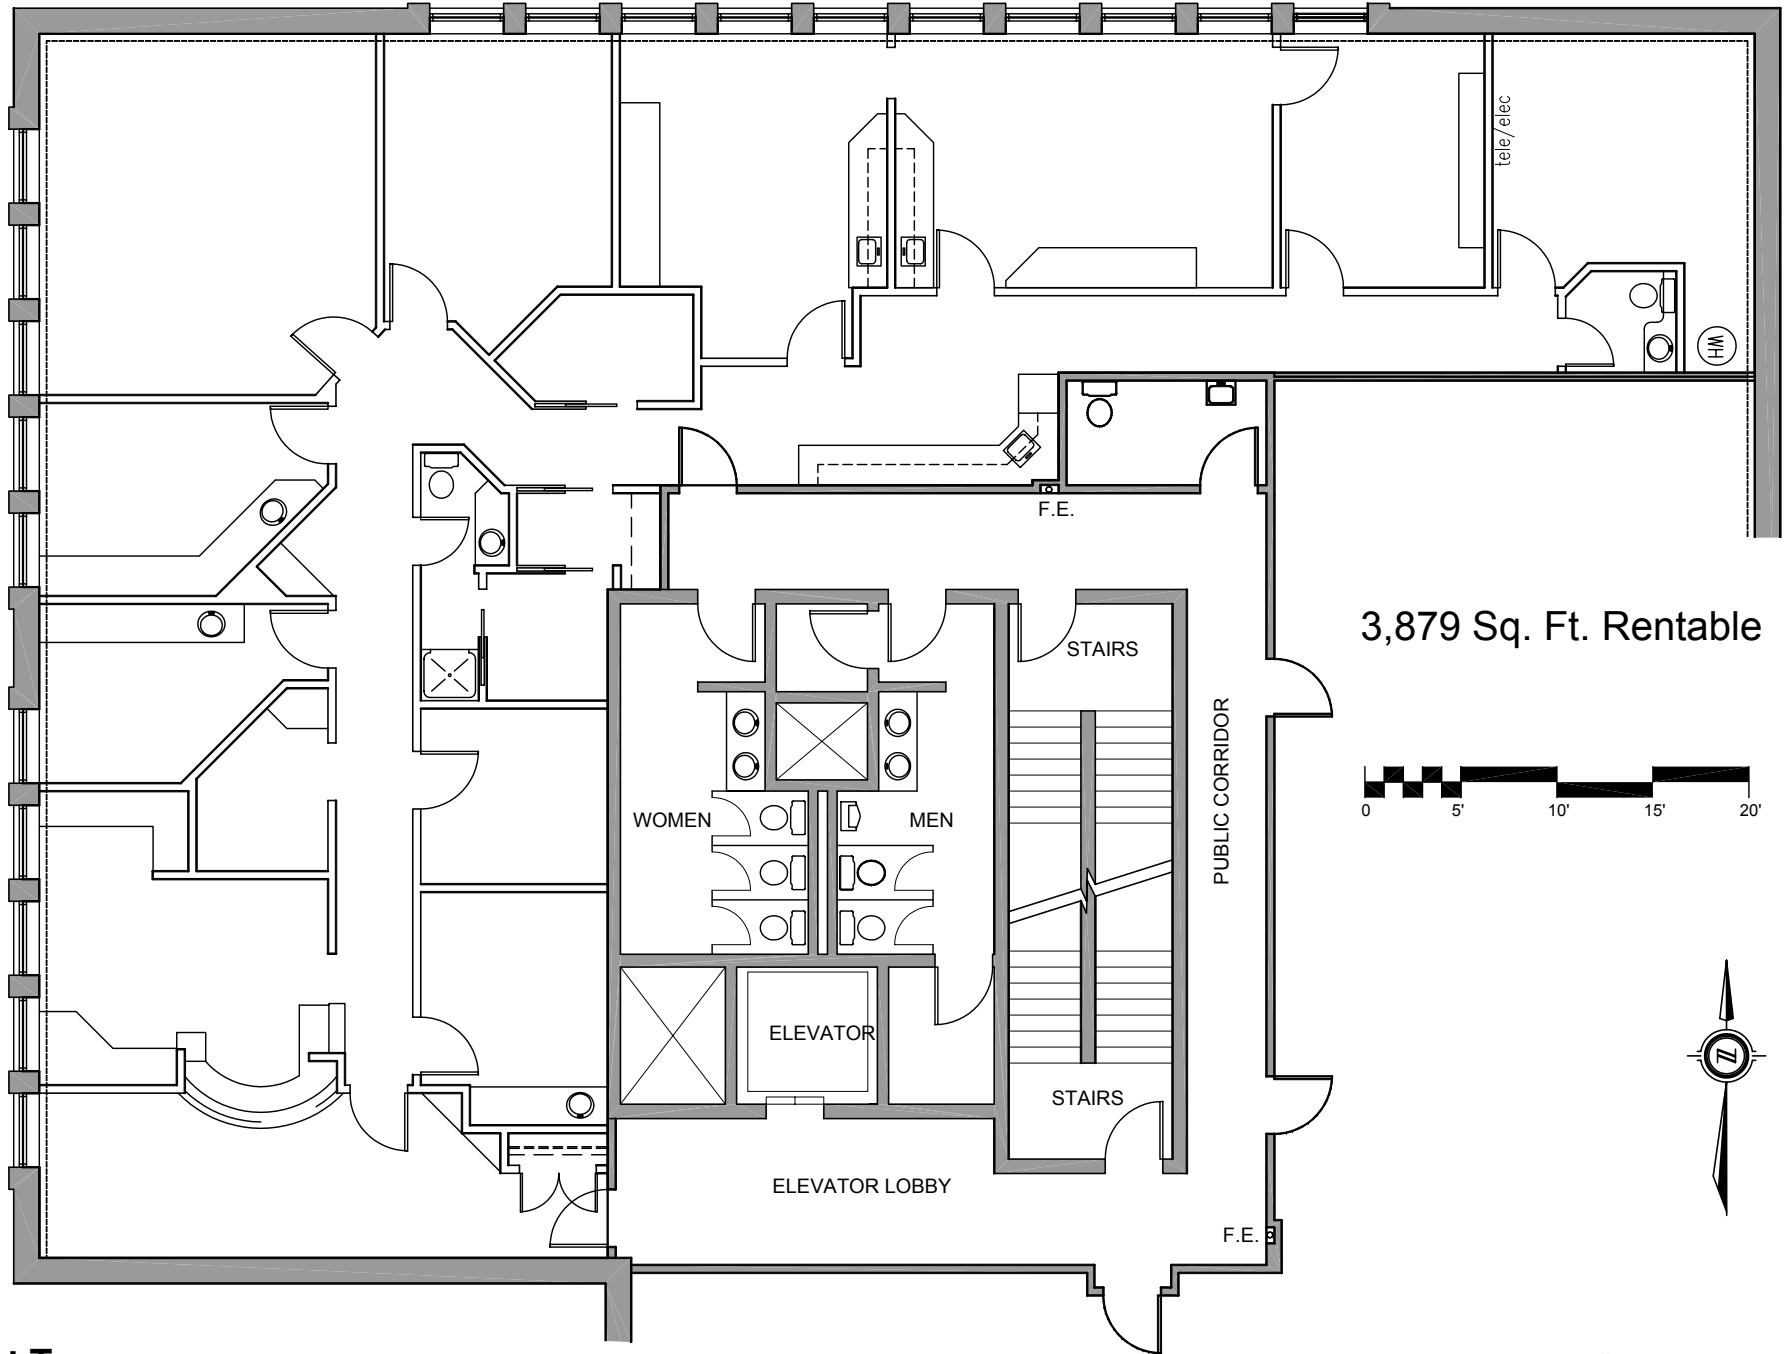 tele/elec
WH
F.E.
3,879 Sq. Ft. Rentable
STAIRS
PUBLIC CORRIDOR
0 5' 10' 15' 20'
WOMEN
MEN
ELEVATOR
STAIRS
ELEVATOR LOBBY
F.E.
N